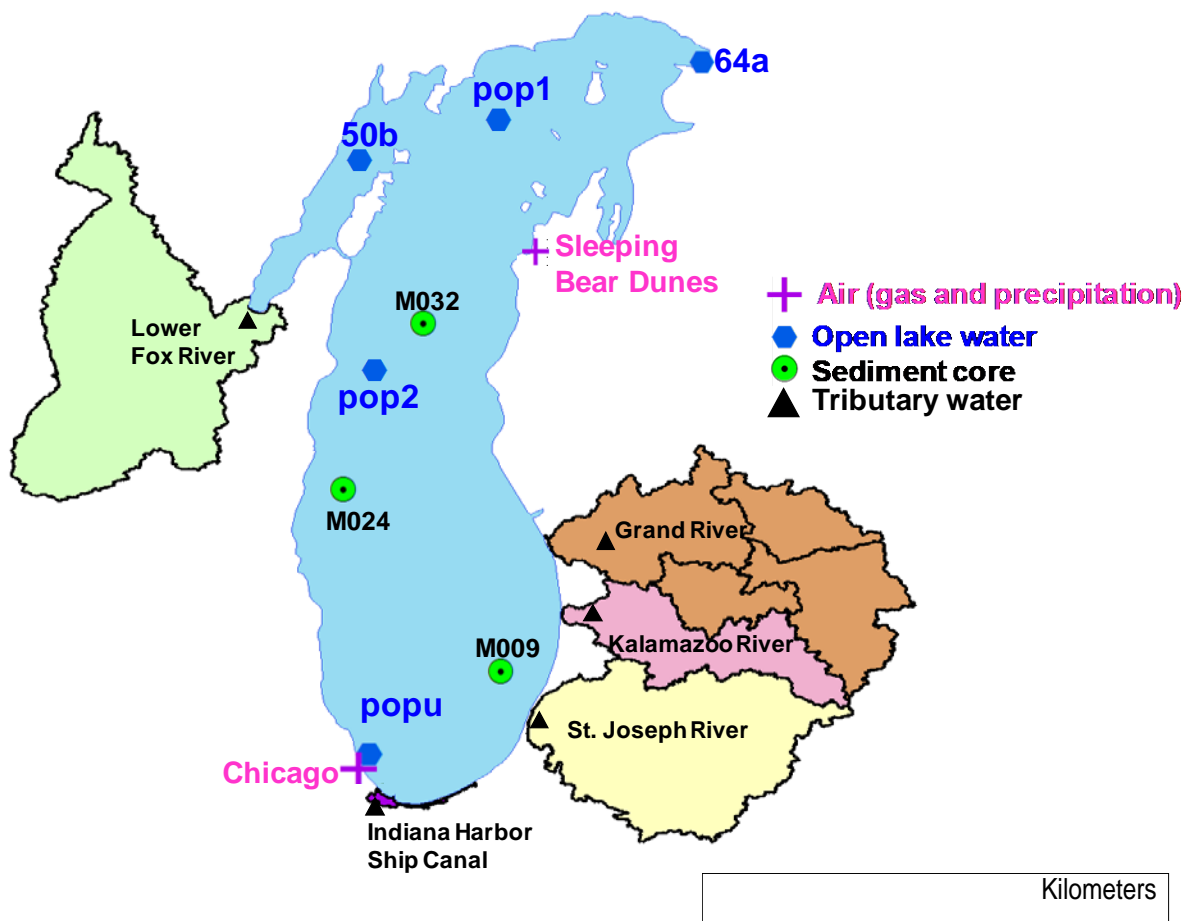 64a
pop1
50b
Sleeping
Bear Dunes
M032
Air (gas and precipitation)
Lower
Fox River
Open lake water
Sediment core
pop2
Tributary water
M024
Grand River
Kalamazoo River
M009
popu
St. Joseph River
Chicago
Indiana Harbor
Ship Canal
Kilometers